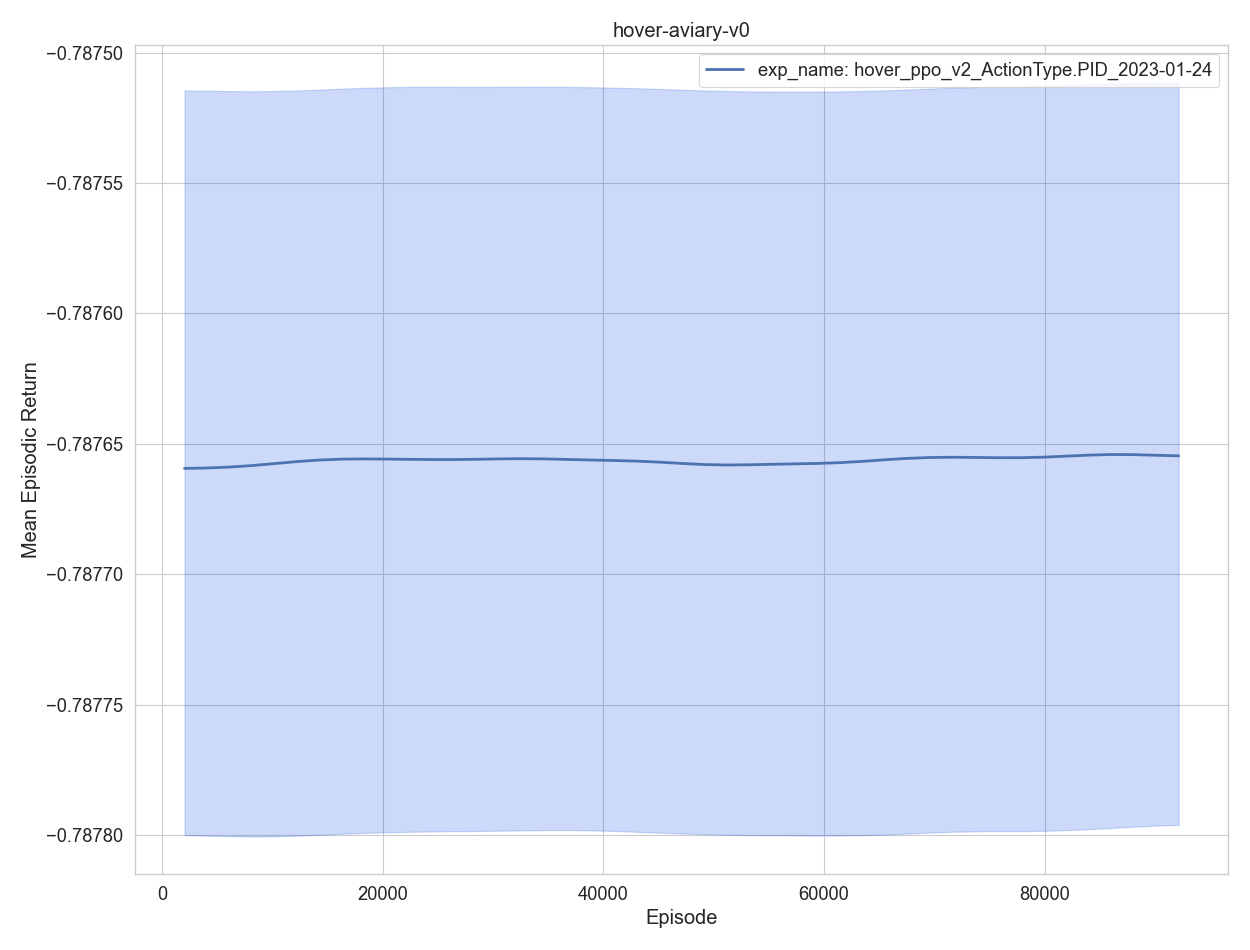 hover-aviary-v0
exp_name: hover_ppo_v2_ActionType.PID_2023-01-24
Mean Episodic Return
−0.78750
−0.78755
−0.78760
−0.78765
−0.78770
−0.78775
−0.78780
0 20000 40000 60000 80000
Episode